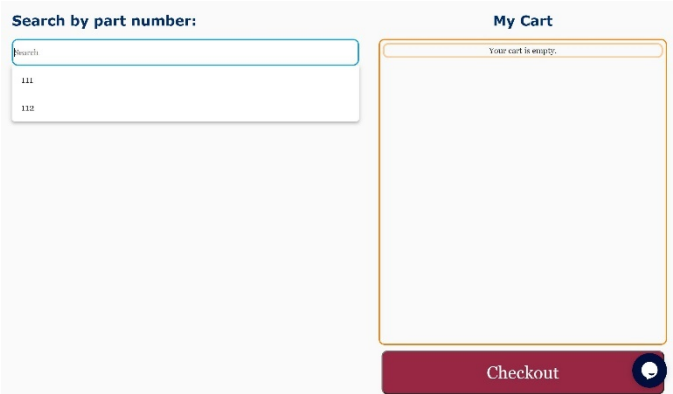 Search by part number:
My Cart
Search
Your cart is empty.
111
112
Checkout